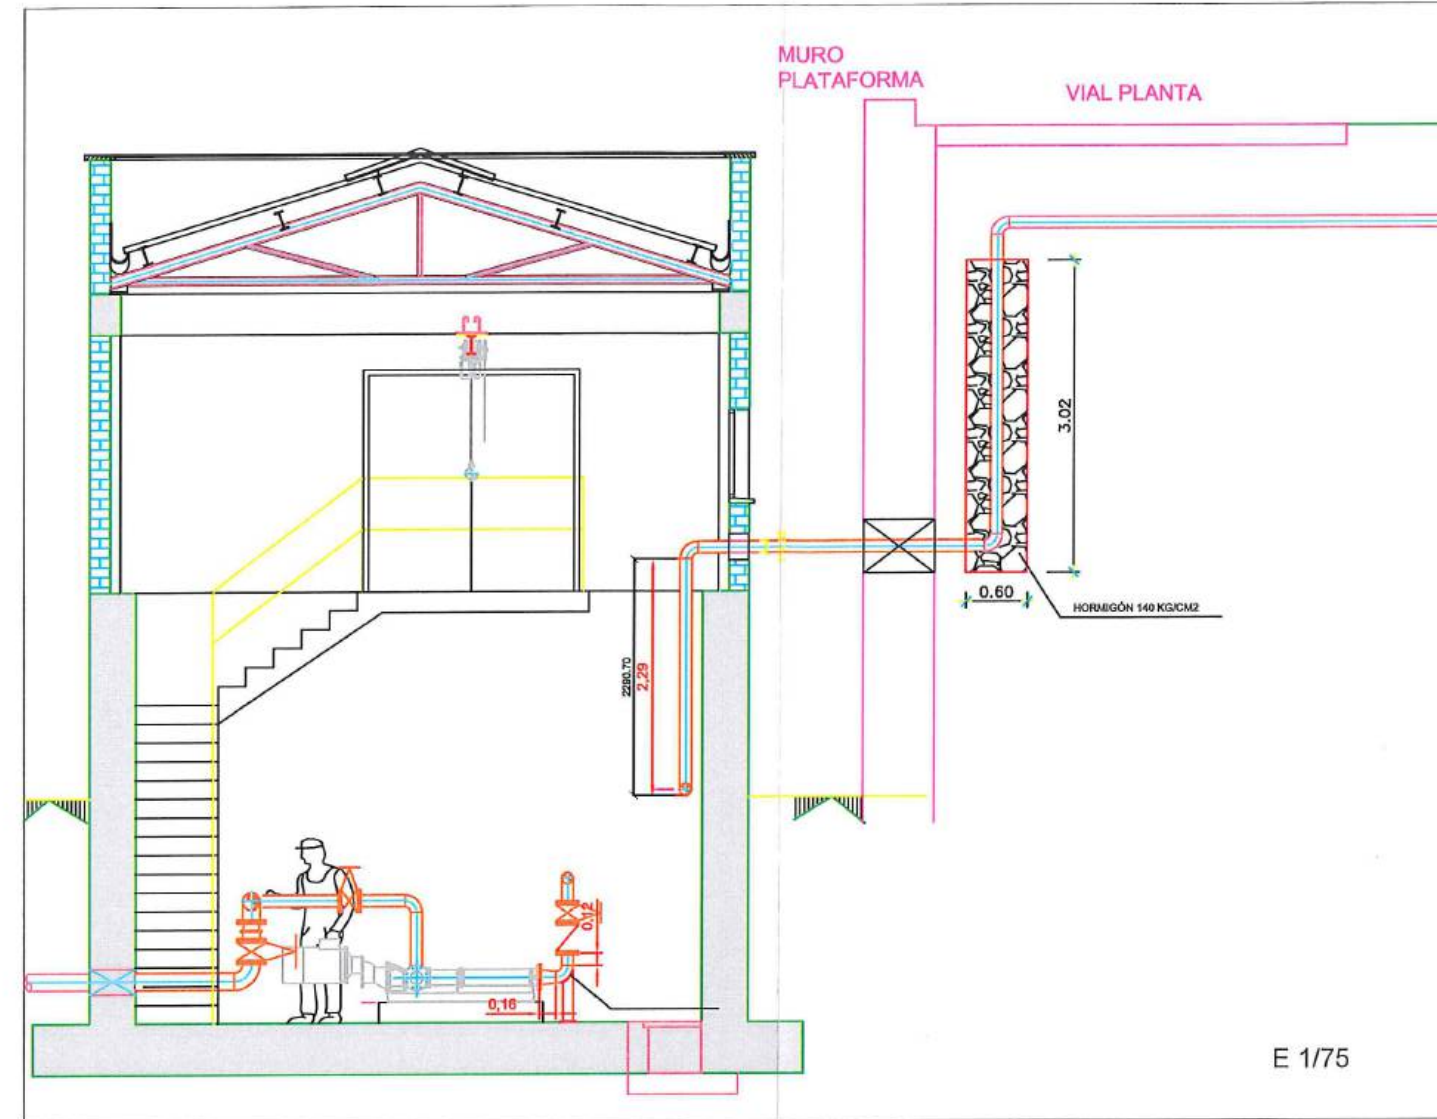 MURO
PLATAFORMA
VIAL PLANTA
3.02
0.60
HORMIGÓN 140 KG/CM2
2290.70
2,29
0,12
0,16
E 1/75